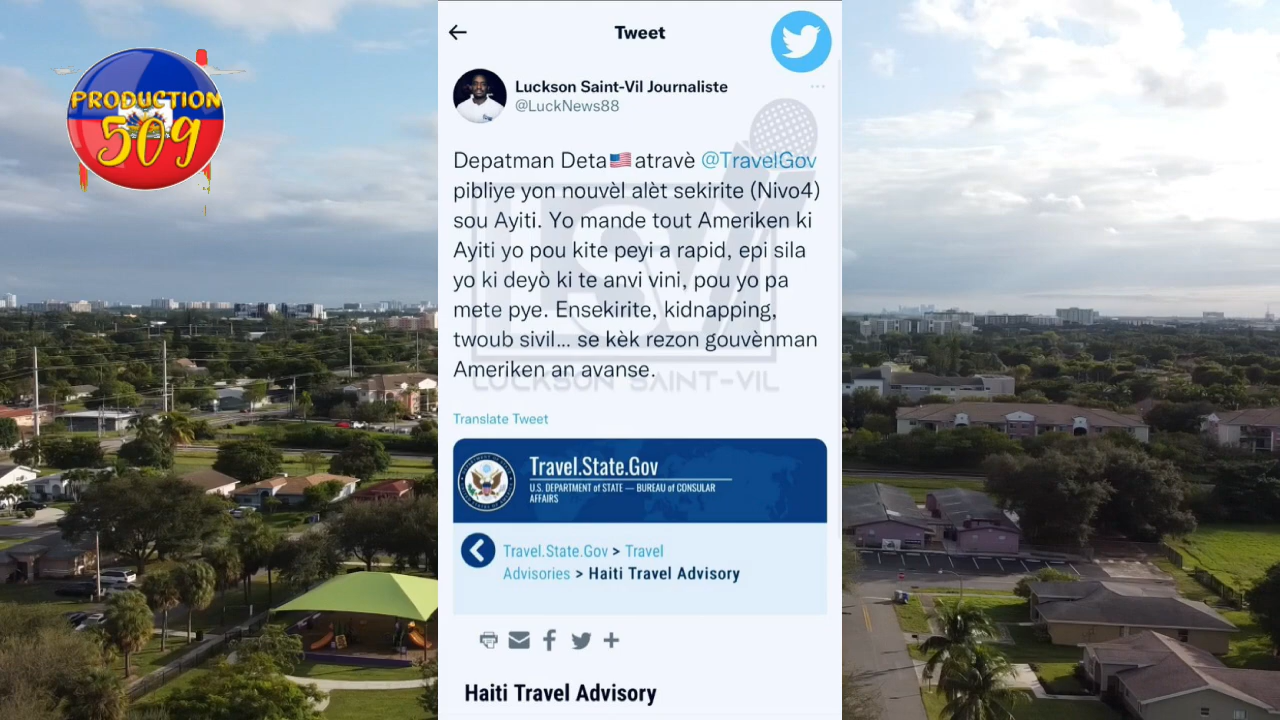 PRODUCTION
509
Tweet
Luckson Saint-Vil Journaliste
@LuckNews88
Depatman Deta🇺🇸atravè @TravelGov
pibliye yon nouvèl alèt sekirite (Nivo4)
sou Ayiti. Yo mande tout Ameriken ki
Ayiti yo pou kite peyi a rapid, epi sila
yo ki deyò ki te anvi vini, pou yo pa
mete pye. Ensekirite, kidnapping,
twoub sivil... se kèk rezon gouvènman
Ameriken an avanse.
LUCKSON SAINT-VIL
Translate Tweet
Travel.State.Gov
U.S. DEPARTMENT of STATE — BUREAU of CONSULAR
AFFAIRS
Travel.State.Gov > Travel
Advisories > Haiti Travel Advisory
Haiti Travel Advisory